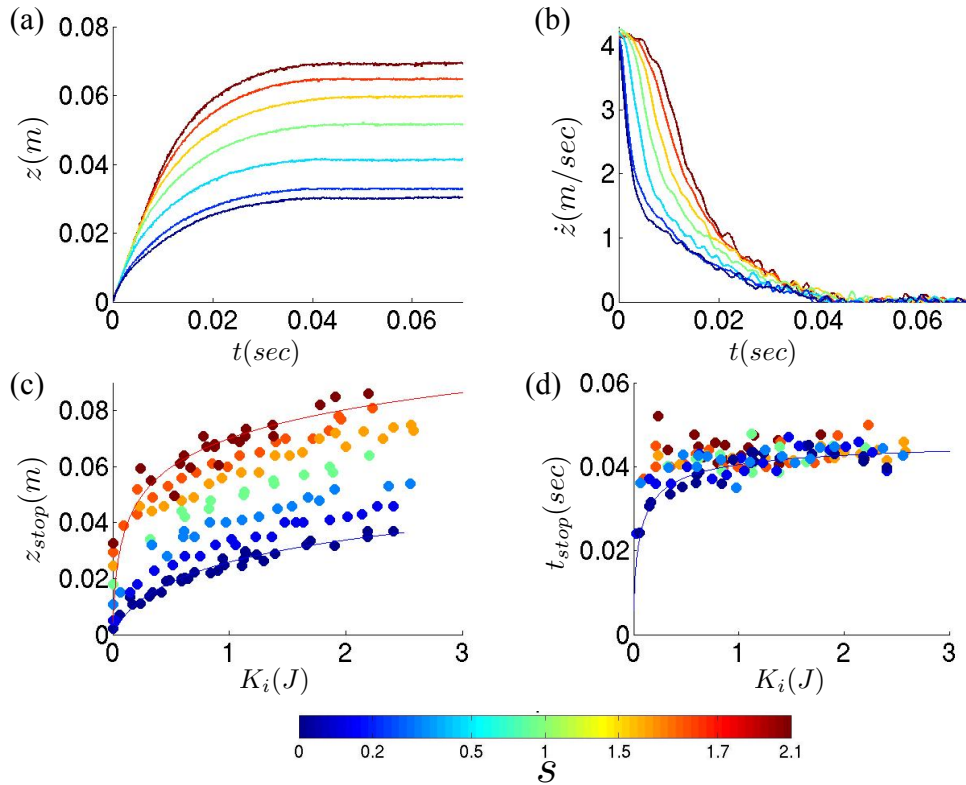 (a)
0.08
0.06
0.04
0.02
0
z(m)
0 0.02 0.04 0.06
t(sec)
(b)
4
3
2
1
0
ż(m/sec)
0 0.02 0.04 0.06
t(sec)
(c)
0.08
0.06
0.04
0.02
0
z_stop(m)
0 1 2 3
K_i(J)
(d)
0.06
0.04
0.02
0
t_stop(sec)
0 1 2 3
K_i(J)
0 0.2 0.5 1 1.5 1.7 2.1
s